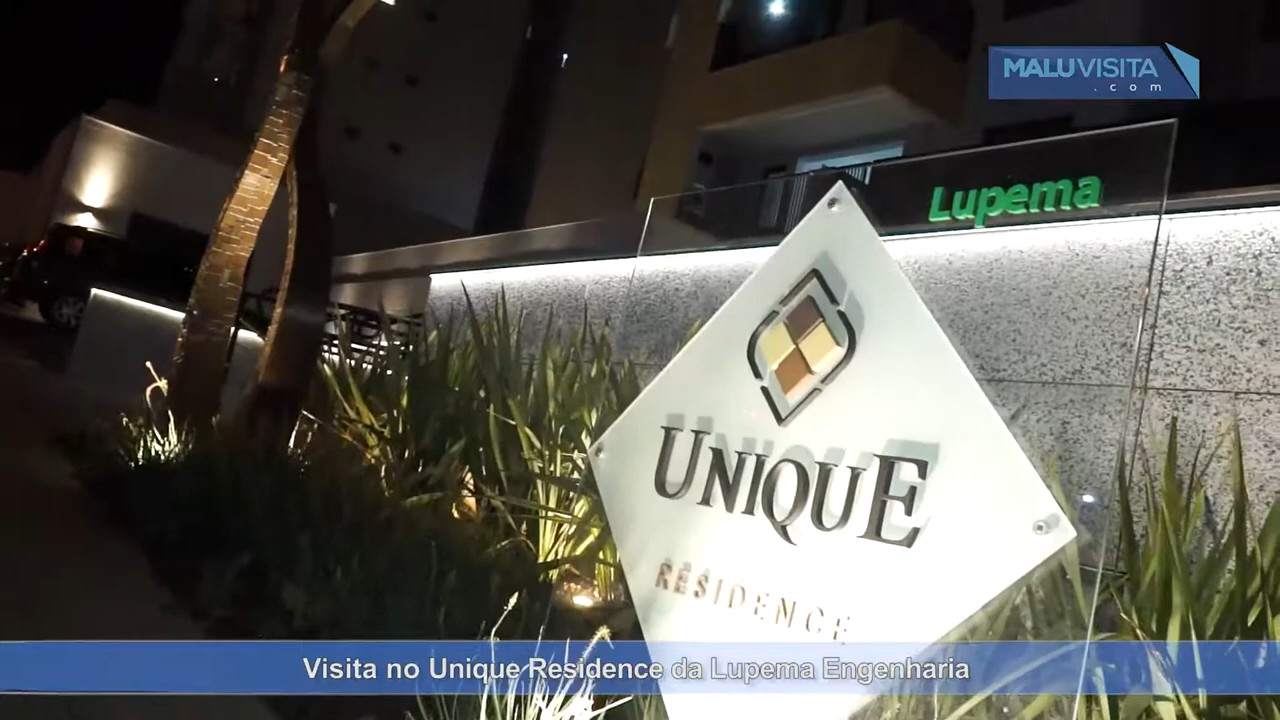 MALUVISITA
.com
Lupema
UNIQUE
RESIDENCE
Visita no Unique Residence da Lupema Engenharia